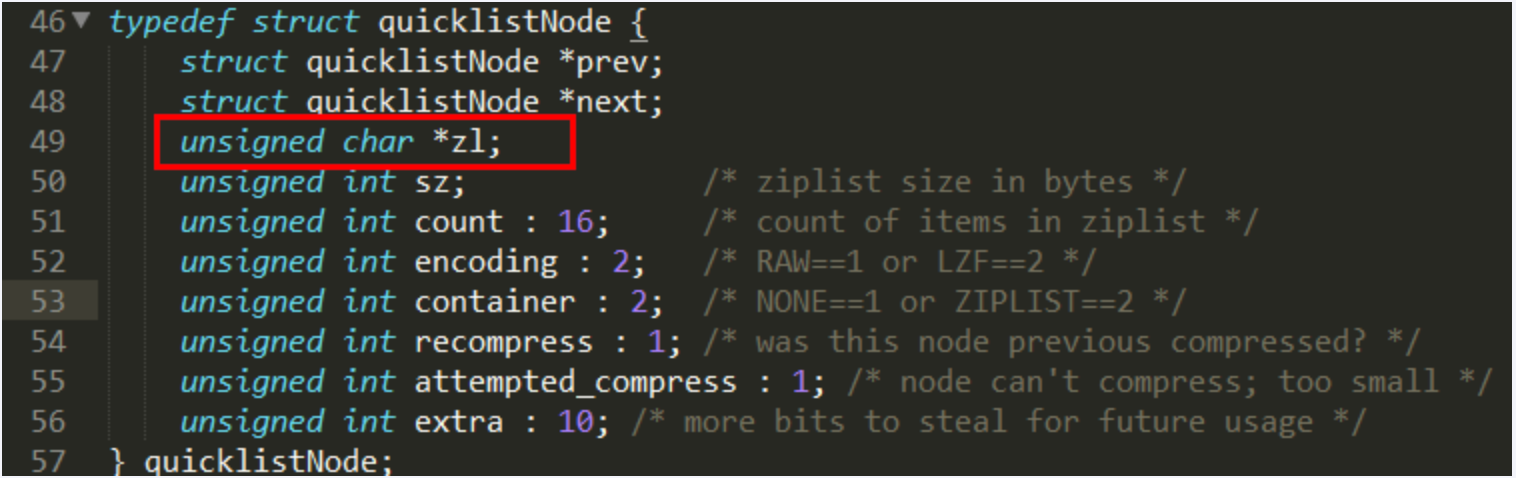 46 typedef struct quicklistNode {
47 struct quicklistNode *prev;
48 struct quicklistNode *next;
49 unsigned char *zl;
50 unsigned int sz; /* ziplist size in bytes */
51 unsigned int count : 16; /* count of items in ziplist */
52 unsigned int encoding : 2; /* RAW==1 or LZF==2 */
53 unsigned int container : 2; /* NONE==1 or ZIPLIST==2 */
54 unsigned int recompress : 1; /* was this node previous compressed? */
55 unsigned int attempted_compress : 1; /* node can't compress; too small */
56 unsigned int extra : 10; /* more bits to steal for future usage */
57 } quicklistNode;